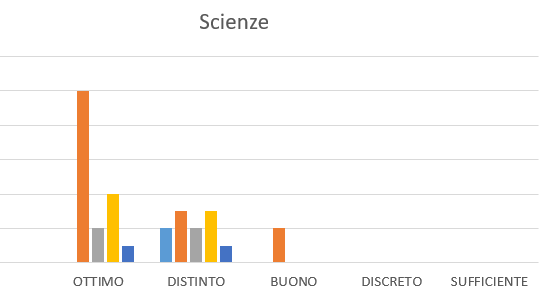 Scienze
OTTIMO DISTINTO BUONO DISCRETO SUFFICIENTE